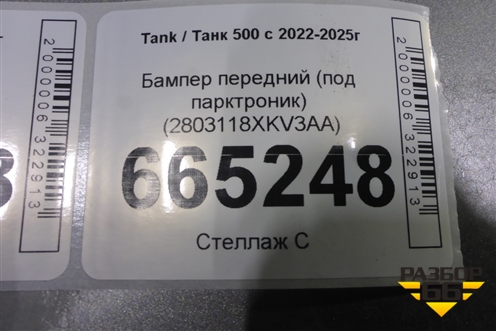 Tank / Танк 500 с 2022-2025г
Бампер передний (под
парктроник)
(2803118XKV3AA)
665248
Стеллаж С
2000006322913
2000006322913
РАЗБОР
66